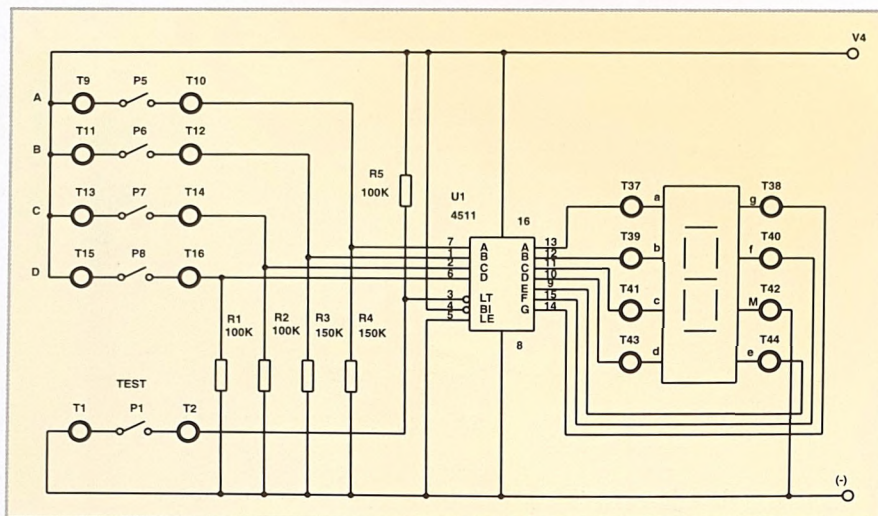 V4
T9 P5 T10
A
T11 P6 T12
B
T13 P7 T14
C
T15 P8 T16
D
R5
100K
U1
4511
16
7 A A 13
1 B B 12
2 C C 11
6 D D 10
E 9
3 LT F 15
4 BI G 14
5 LE
8
T37 a g T38
T39 b f T40
T41 c M T42
T43 d e T44
R1
100K
R2
100K
R3
150K
R4
150K
TEST
T1 P1 T2
(-)